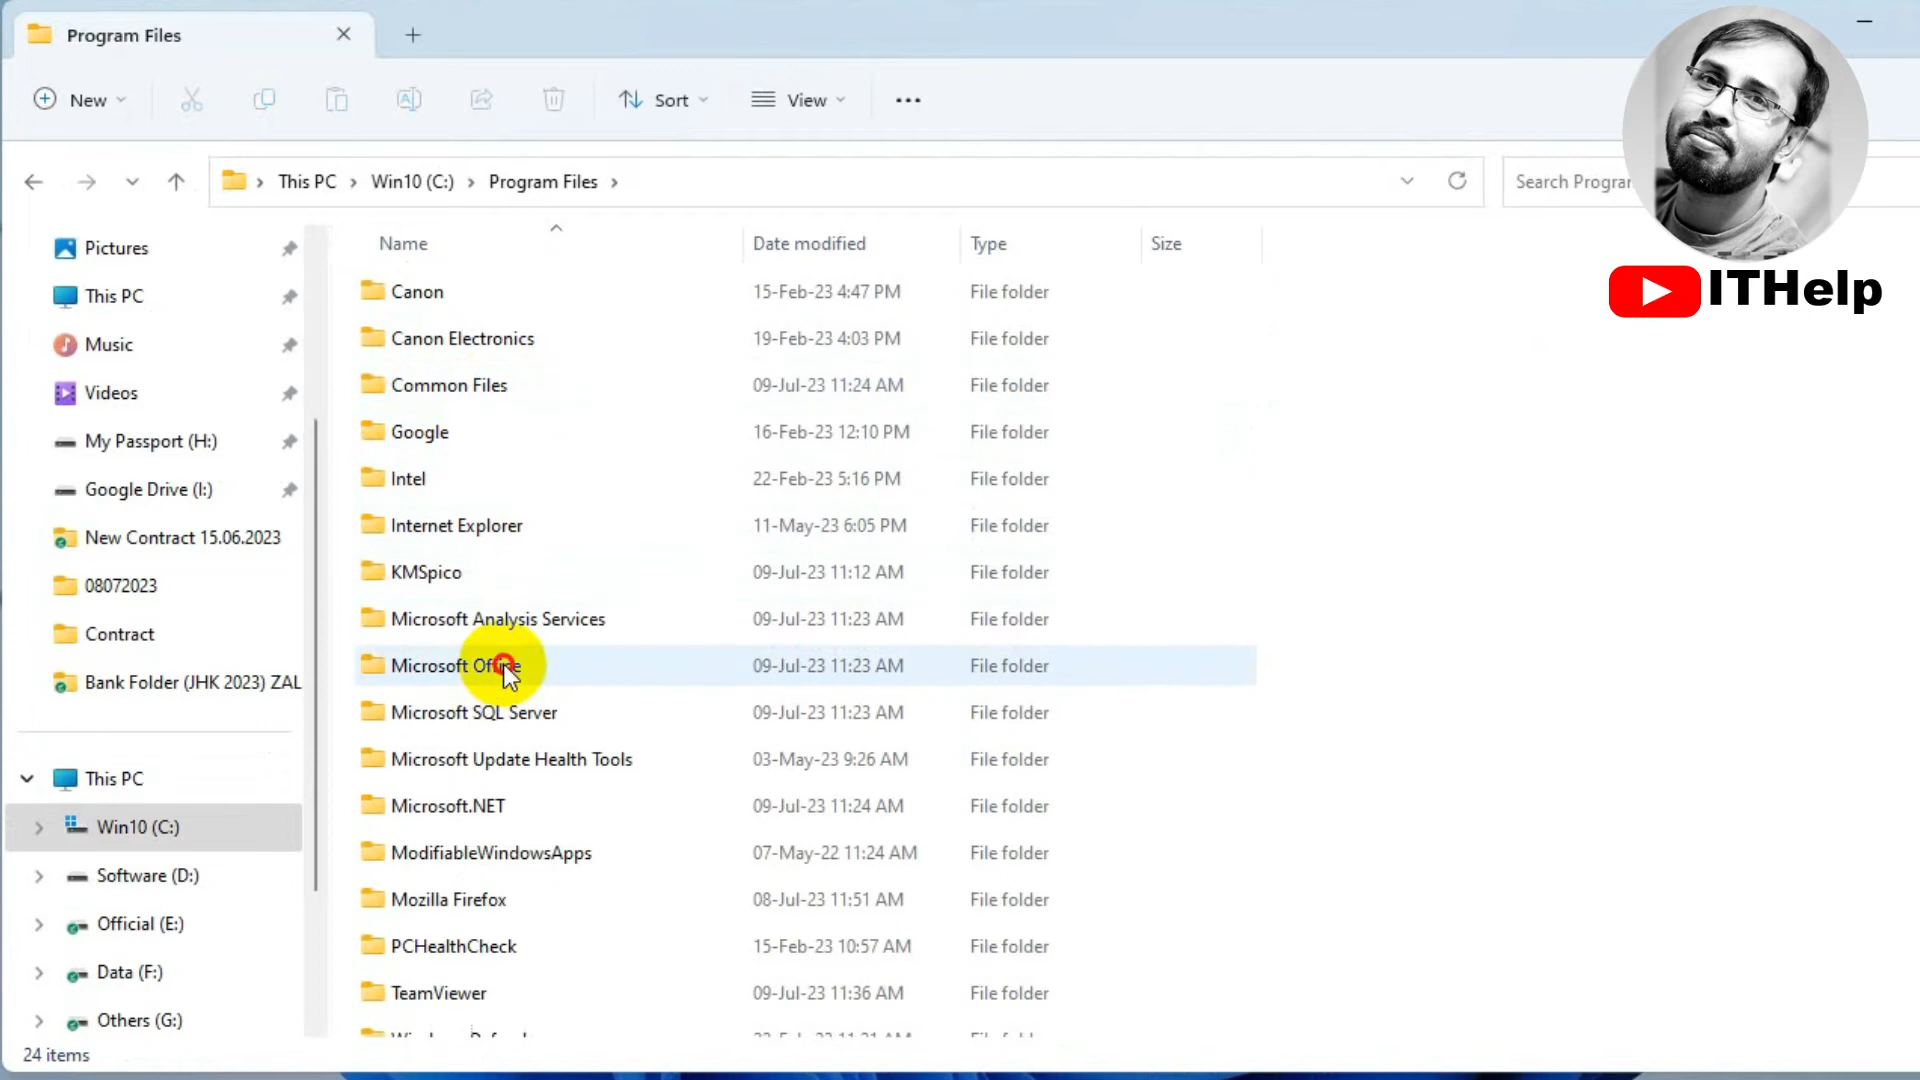 Program Files
New
Sort
View
This PC > Win10 (C:) > Program Files >
Search Progra
ITHelp
Name
Date modified
Type
Size
Pictures
This PC
Music
Videos
My Passport (H:)
Google Drive (I:)
New Contract 15.06.2023
08072023
Contract
Bank Folder (JHK 2023) ZAL
This PC
Win10 (C:)
Software (D:)
Official (E:)
Data (F:)
Others (G:)
Canon 15-Feb-23 4:47 PM File folder
Canon Electronics 19-Feb-23 4:03 PM File folder
Common Files 09-Jul-23 11:24 AM File folder
Google 16-Feb-23 12:10 PM File folder
Intel 22-Feb-23 5:16 PM File folder
Internet Explorer 11-May-23 6:05 PM File folder
KMSpico 09-Jul-23 11:12 AM File folder
Microsoft Analysis Services 09-Jul-23 11:23 AM File folder
Microsoft Office 09-Jul-23 11:23 AM File folder
Microsoft SQL Server 09-Jul-23 11:23 AM File folder
Microsoft Update Health Tools 03-May-23 9:26 AM File folder
Microsoft.NET 09-Jul-23 11:24 AM File folder
ModifiableWindowsApps 07-May-22 11:24 AM File folder
Mozilla Firefox 08-Jul-23 11:51 AM File folder
PCHealthCheck 15-Feb-23 10:57 AM File folder
TeamViewer 09-Jul-23 11:36 AM File folder
24 items